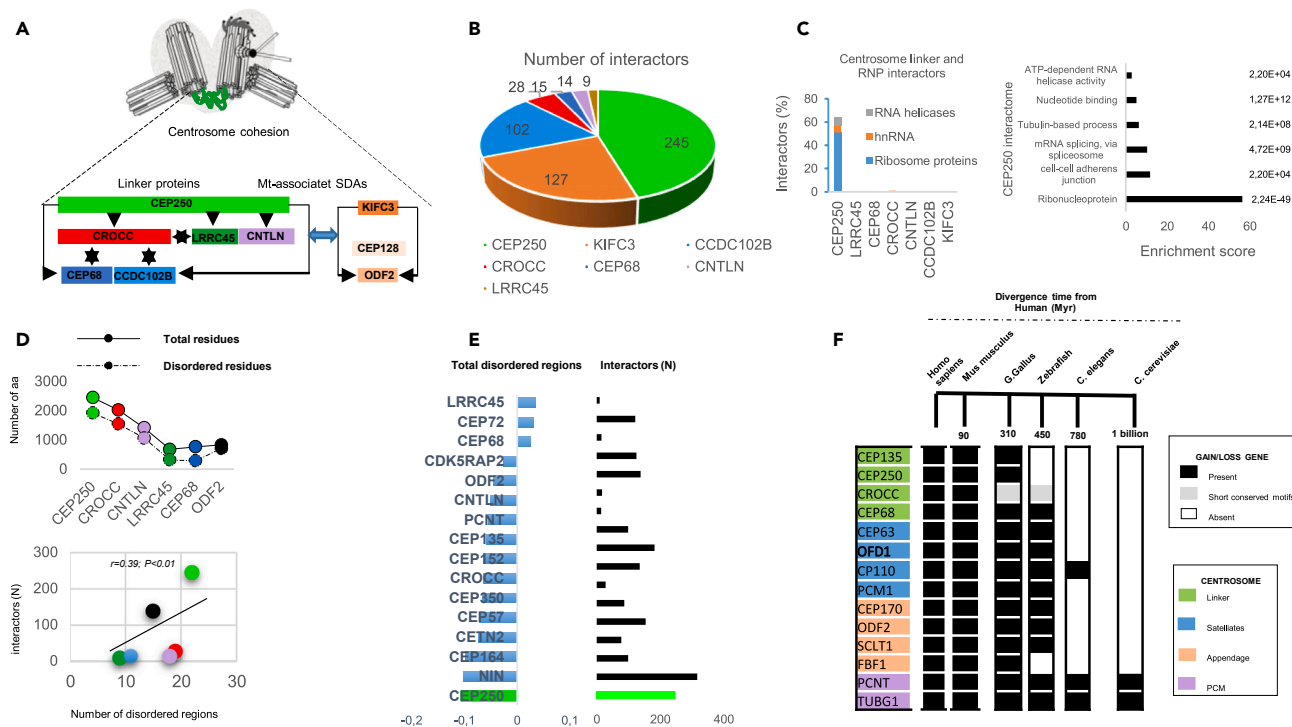 A
Centrosome cohesion
Linker proteins
Mt-associatet SDAs
CEP250
KIFC3
CROCC
LRRC45
CNTLN
CEP128
CEP68
CCDC102B
ODF2
B
Number of interactors
28
15
14
9
102
245
127
CEP250
KIFC3
CCDC102B
CROCC
CEP68
CNTLN
LRRC45
C
Centrosome linker and
RNP interactors
Interactors (%)
80
60
40
20
0
RNA helicases
hnRNA
Ribosome proteins
CEP250
LRRC45
CEP68
CROCC
CNTLN
CCDC102B
KIFC3
CEP250 interactome
ATP-dependent RNA
helicase activity
2,20E+04
Nucleotide binding
1,27E+12
Tubulin-based process
2,14E+08
mRNA splicing, via
spliceosome
4,72E+09
cell-cell adherens
junction
2,20E+04
Ribonucleoprotein
2,24E-49
0
20
40
60
Enrichment score
D
Total residues
Disordered residues
Number of aa
3000
2000
1000
0
CEP250
CROCC
CNTLN
LRRC45
CEP68
ODF2
interactors (N)
300
200
100
0
r=0.39; P<0.01
0
10
20
30
Number of disordered regions
E
Total disordered regions
Interactors (N)
LRRC45
CEP72
CEP68
CDK5RAP2
ODF2
CNTLN
PCNT
CEP135
CEP152
CROCC
CEP350
CEP57
CETN2
CEP164
NIN
CEP250
-0,2
-0,1
0
0,1
0
200
400
F
Divergence time from
Human (Myr)
Homo
sapiens
Mus musculus
G.Gallus
Zebrafish
C. elegans
C. cerevisiae
90
310
450
780
1 billion
CEP135
CEP250
CROCC
CEP68
CEP63
OFD1
CP110
PCM1
CEP170
ODF2
SCLT1
FBF1
PCNT
TUBG1
GAIN/LOSS GENE
Present
Short conserved motifs
Absent
CENTROSOME
Linker
Satelliates
Appendage
PCM